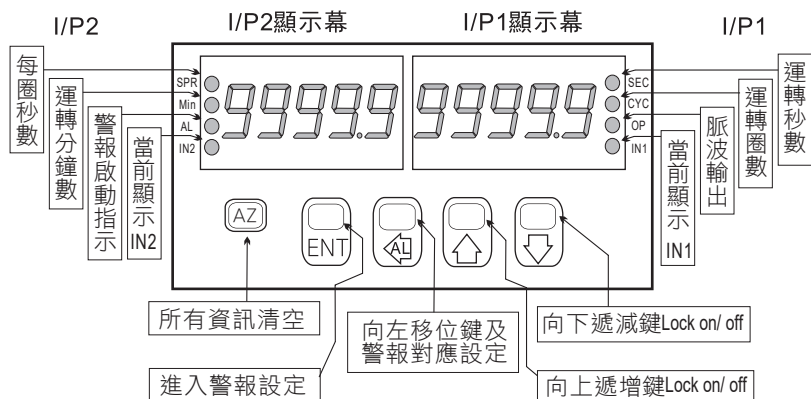 I/P2
I/P2顯示幕
I/P1顯示幕
I/P1
每圈秒數
運轉分鐘數
警報啟動指示
當前顯示IN2
SPR
Min
AL
IN2
9999.9
9999.9
SEC
CYC
OP
IN1
當前顯示IN1
脈波輸出
運轉圈數
運轉秒數
AZ
ENT
AL
所有資訊清空
向左移位鍵及
警報對應設定
向下遞減鍵Lock on/ off
進入警報設定
向上遞增鍵Lock on/ off